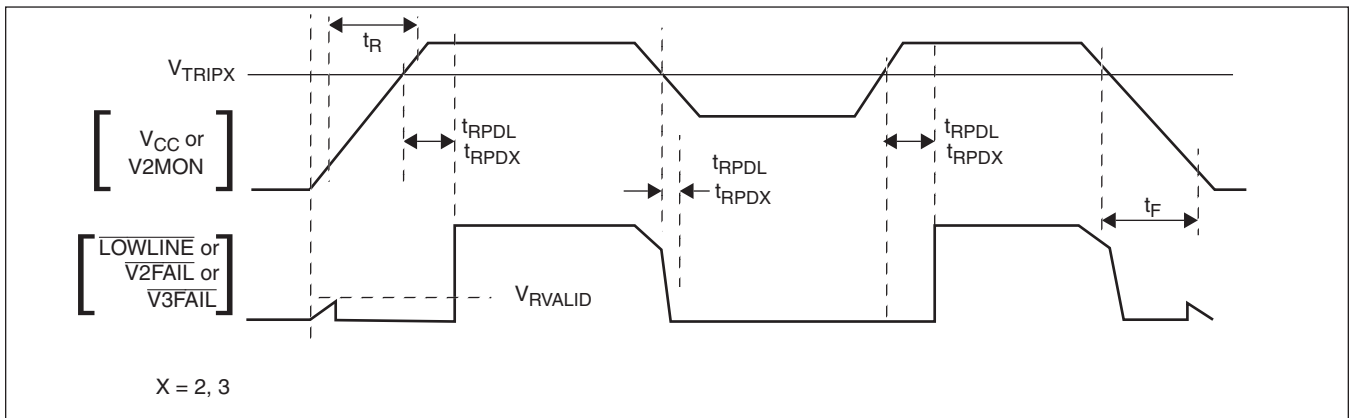 tR
VTRIPX
VCC or
V2MON
tRPDL
tRPDX
tRPDL
tRPDX
tRPDL
tRPDX
tF
LOWLINE or
V2FAIL or
V3FAIL
VRVALID
X = 2, 3